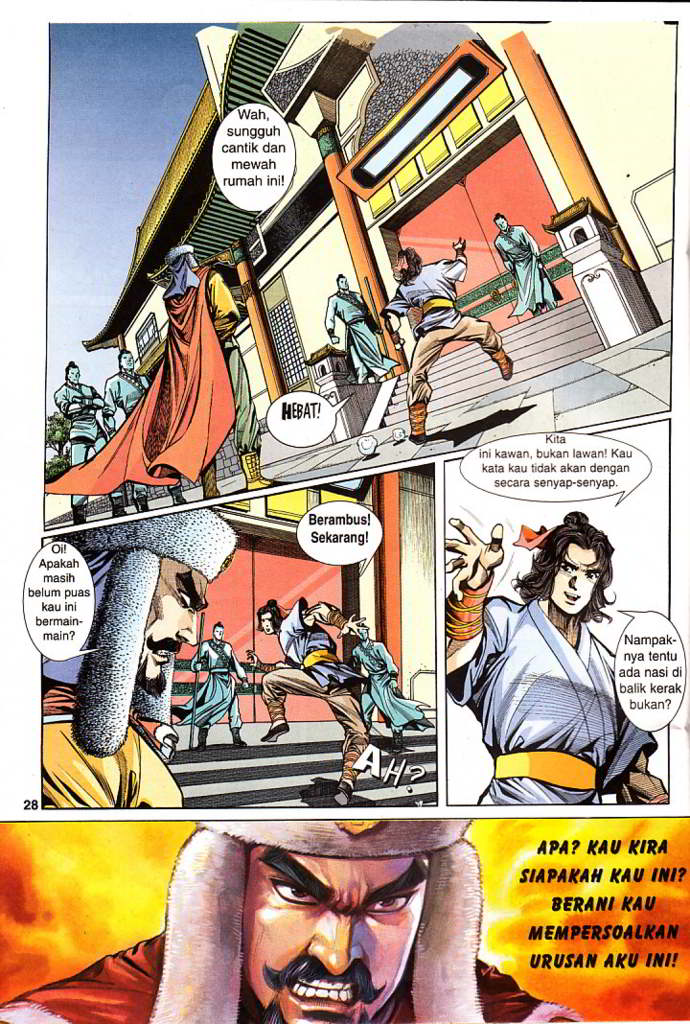 Wah,
sungguh
cantik dan
mewah
rumah ini!
HEBAT!
Kita
ini kawan, bukan lawan! Kau
kata kau tidak akan dengan
secara senyap-senyap.
Oi!
Apakah
masih
belum puas
kau ini
bermain-
main?
Berambus!
Sekarang!
AH?
Nampak-
nya tentu
ada nasi di
balik kerak
bukan?
28
APA? KAU KIRA
SIAPAKAH KAU INI?
BERANI KAU
MEMPERSOALKAN
URUSAN AKU INI!